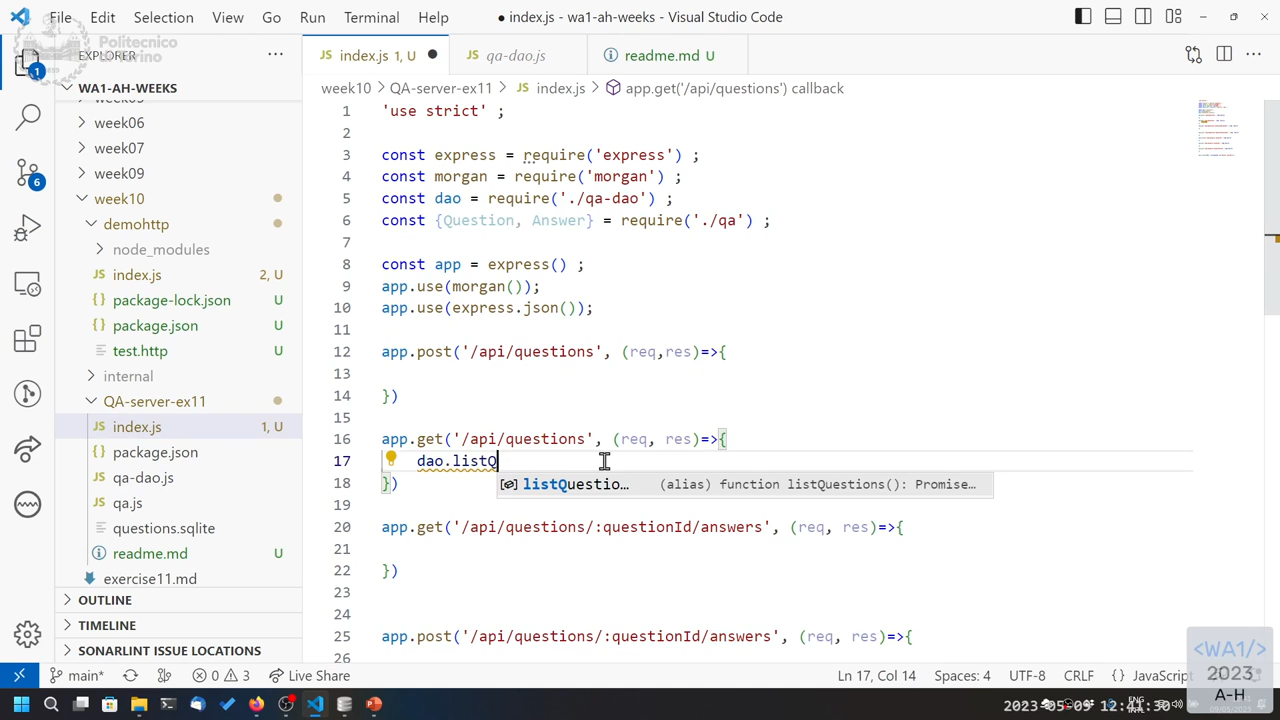 File Edit Selection View Go Run Terminal Help
● index.js - wa1-ah-weeks - Visual Studio Code
Politecnico
di Torino
EXPLORER
1
6
WA1-AH-WEEKS
week06
week07
week09
week10
demohttp
node_modules
JS index.js 2, U
{} package-lock.json U
{} package.json U
test.http U
internal
QA-server-ex11
JS index.js 1, U
{} package.json
JS qa-dao.js
JS qa.js
questions.sqlite
readme.md U
exercise11.md
OUTLINE
TIMELINE
SONARLINT ISSUE LOCATIONS
JS index.js 1, U ●
JS qa-dao.js
readme.md U
week10 > QA-server-ex11 > JS index.js > app.get('/api/questions') callback
1 'use strict' ;
2
3 const express = require('express') ;
4 const morgan = require('morgan') ;
5 const dao = require('./qa-dao') ;
6 const {Question, Answer} = require('./qa') ;
7
8 const app = express() ;
9 app.use(morgan());
10 app.use(express.json());
11
12 app.post('/api/questions', (req,res)=>{
13
14 })
15
16 app.get('/api/questions', (req, res)=>{
17 dao.listQ
listQuestio… (alias) function listQuestions(): Promise…
18 })
19
20 app.get('/api/questions/:questionId/answers', (req, res)=>{
21
22 })
23
24
25 app.post('/api/questions/:questionId/answers', (req, res)=>{
26
main* 0 3 Live Share
Ln 17, Col 14 Spaces: 4 UTF-8 CRLF {} JavaScript
<WA1/>
2023
A-H
ENG
2023-05-09 12:41:30